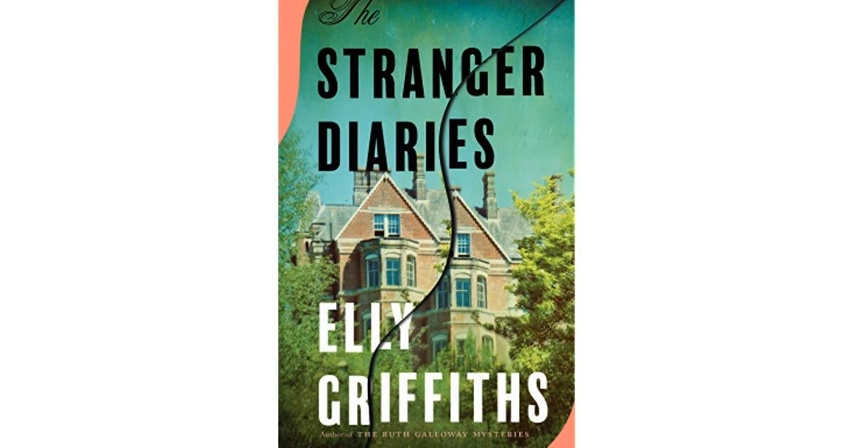 The
STRANGER
DIARIES
ELLY
GRIFFITHS
Author of THE RUTH GALLOWAY MYSTERIES